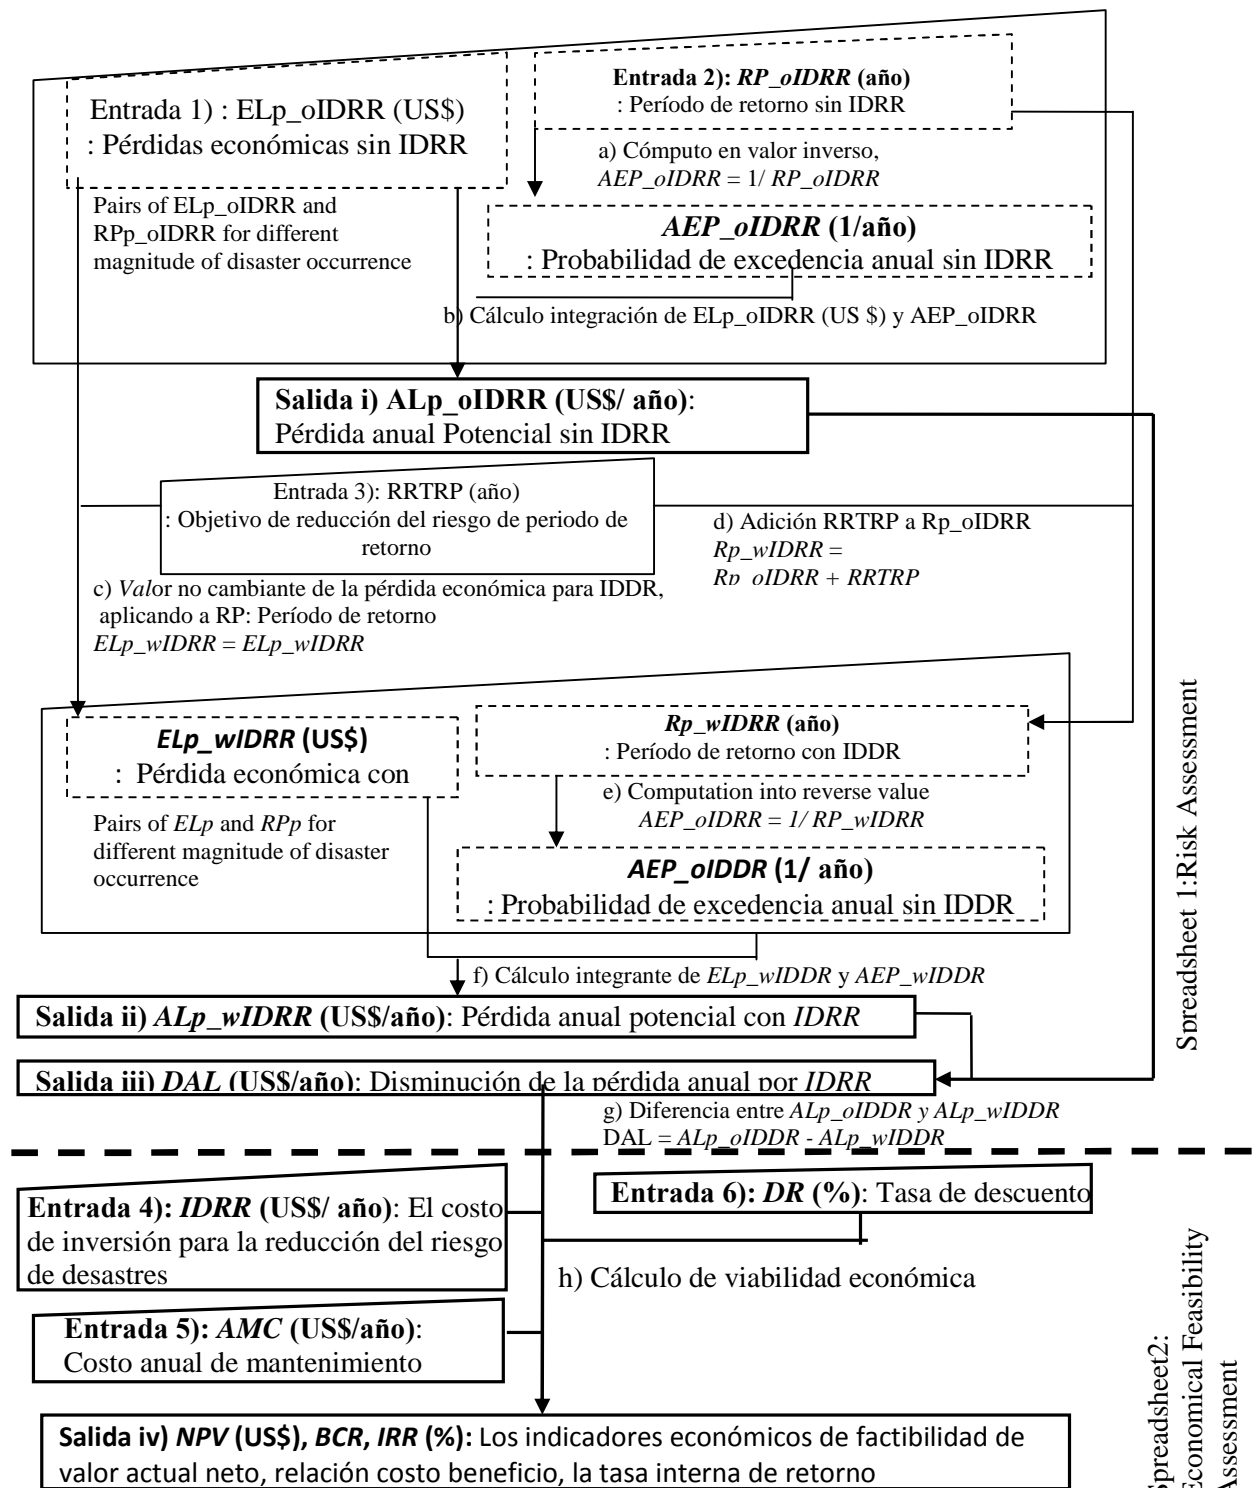 Entrada 1) : ELp_oIDRR (US$)
: Pérdidas económicas sin IDRR
Entrada 2): RP_oIDRR (año)
: Período de retorno sin IDRR
a) Cómputo en valor inverso,
AEP_oIDRR = 1/ RP_oIDRR
Pairs of ELp_oIDRR and
RPp_oIDRR for different
magnitude of disaster occurrence
AEP_oIDRR (1/año)
: Probabilidad de excedencia anual sin IDRR
b) Cálculo integración de ELp_oIDRR (US $) y AEP_oIDRR
Salida i) ALp_oIDRR (US$/ año):
Pérdida anual Potencial sin IDRR
Entrada 3): RRTRP (año)
: Objetivo de reducción del riesgo de periodo de
retorno
d) Adición RRTRP a Rp_oIDRR
Rp_wIDRR =
Rp_oIDRR + RRTRP
c) Valor no cambiante de la pérdida económica para IDDR,
aplicando a RP: Período de retorno
ELp_wIDRR = ELp_wIDRR
ELp_wIDRR (US$)
: Pérdida económica con
Rp_wIDRR (año)
: Período de retorno con IDDR
e) Computation into reverse value
AEP_oIDRR = 1/ RP_wIDRR
Pairs of ELp and RPp for
different magnitude of disaster
occurrence
AEP_oIDDR (1/ año)
: Probabilidad de excedencia anual sin IDDR
f) Cálculo integrante de ELp_wIDDR y AEP_wIDDR
Salida ii) ALp_wIDRR (US$/año): Pérdida anual potencial con IDRR
Salida iii) DAL (US$/año): Disminución de la pérdida anual por IDRR
g) Diferencia entre ALp_oIDDR y ALp_wIDDR
DAL = ALp_oIDDR - ALp_wIDDR
Spreadsheet 1:Risk Assessment
Entrada 4): IDRR (US$/ año): El costo
de inversión para la reducción del riesgo
de desastres
Entrada 6): DR (%): Tasa de descuento
h) Cálculo de viabilidad económica
Entrada 5): AMC (US$/año):
Costo anual de mantenimiento
Salida iv) NPV (US$), BCR, IRR (%): Los indicadores económicos de factibilidad de
valor actual neto, relación costo beneficio, la tasa interna de retorno
Spreadsheet2:
Economical Feasibility
Assessment